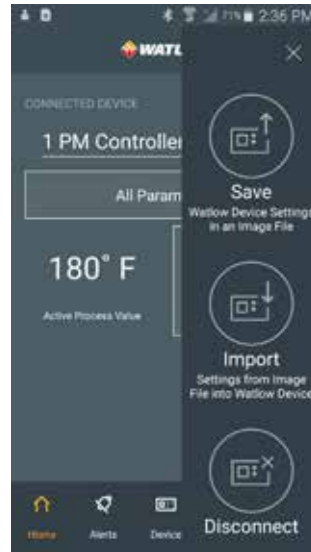 71% 2:36 PM
WATL
CONNECTED DEVICE
1 PM Controller
All Param
180° F
Active Process Value
Save
Watlow Device Settings
in an Image File
Import
Settings from Image
File into Watlow Device
Disconnect
Home
Alerts
Device